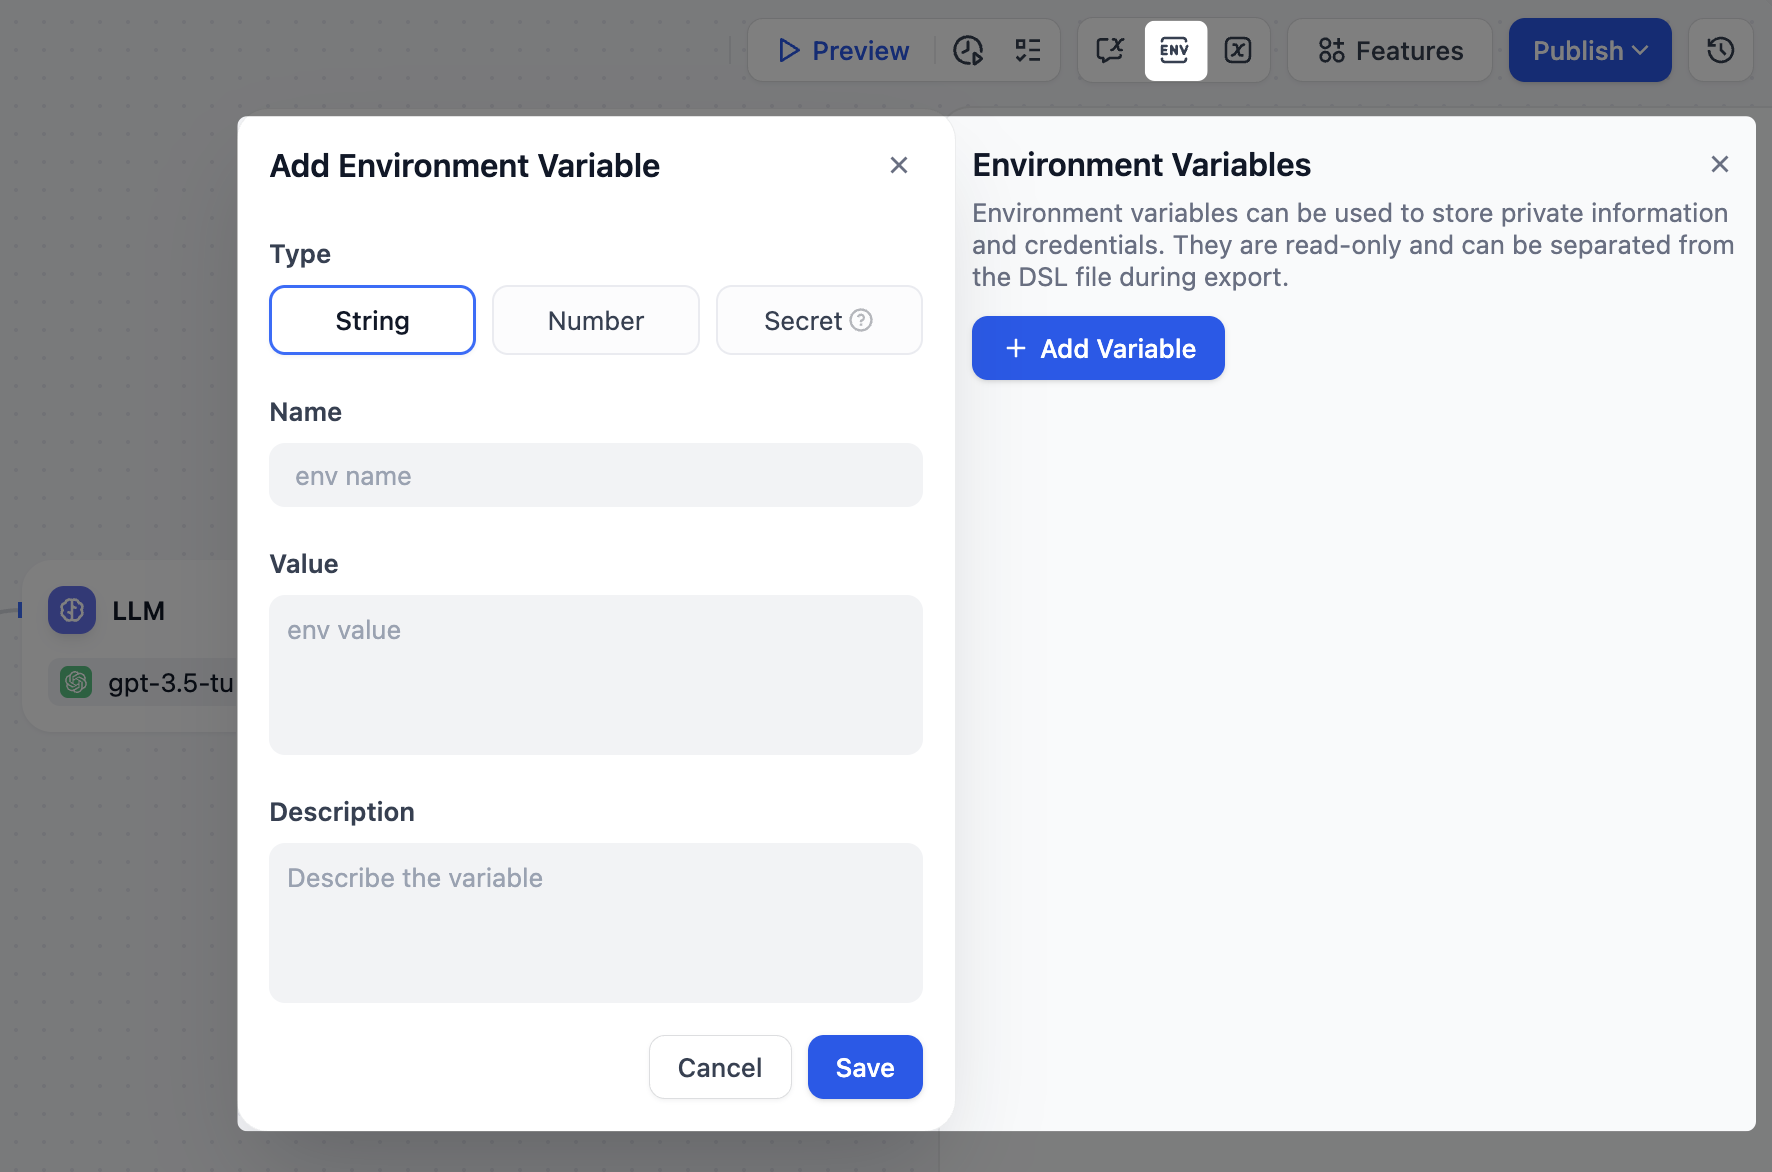 Preview
ENV
Features
Publish
Add Environment Variable
Type
String
Number
Secret
Name
env name
Value
env value
Description
Describe the variable
Cancel
Save
Environment Variables
Environment variables can be used to store private information
and credentials. They are read-only and can be separated from
the DSL file during export.
+ Add Variable
LLM
gpt-3.5-tu